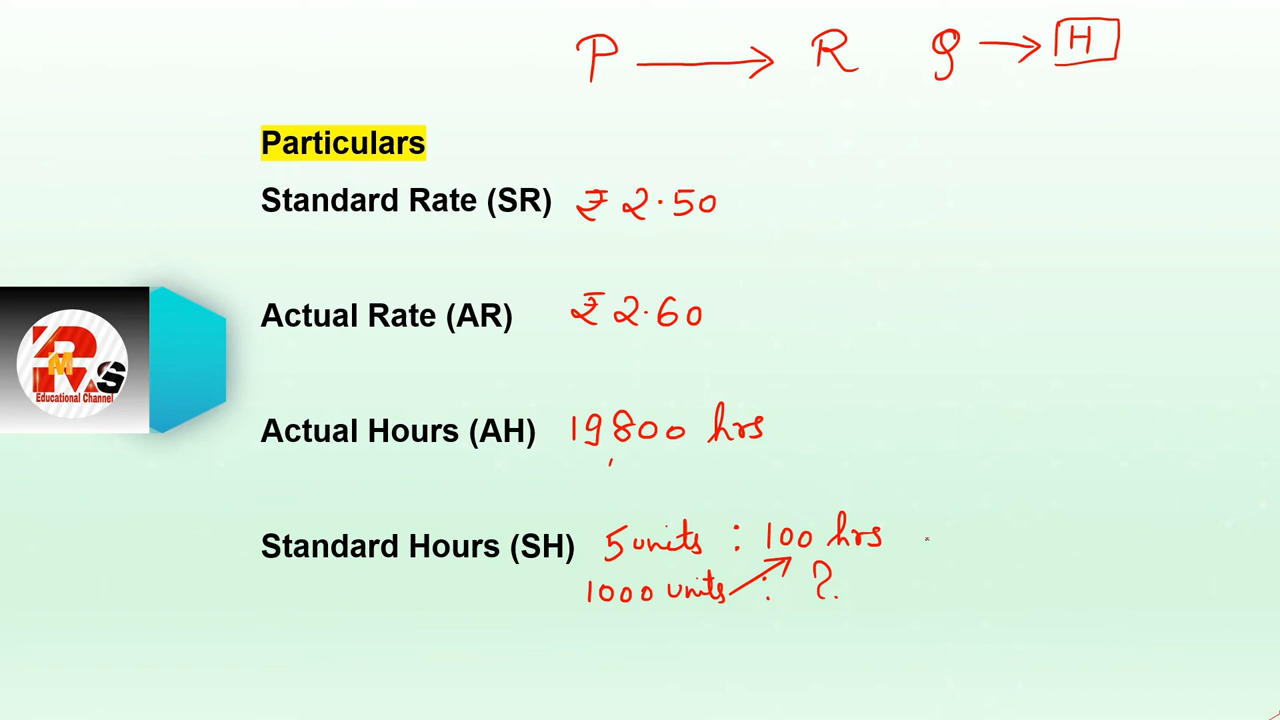 P → R Q → H
Particulars
Standard Rate (SR) ₹ 2.50
Actual Rate (AR) ₹ 2.60
Actual Hours (AH) 19800 hrs
Standard Hours (SH) 5 units : 100 hrs
1000 units : ?
PMS
Educational Channel